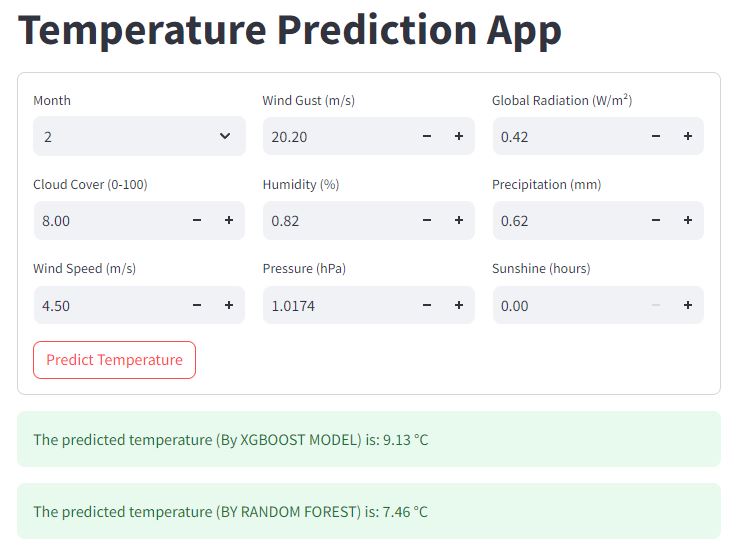 Temperature Prediction App
Month Wind Gust (m/s) Global Radiation (W/m²)
2 20.20 − + 0.42 − +
Cloud Cover (0-100) Humidity (%) Precipitation (mm)
8.00 − + 0.82 − + 0.62 − +
Wind Speed (m/s) Pressure (hPa) Sunshine (hours)
4.50 − + 1.0174 − + 0.00 − +
Predict Temperature
The predicted temperature (By XGBOOST MODEL) is: 9.13 °C
The predicted temperature (BY RANDOM FOREST) is: 7.46 °C